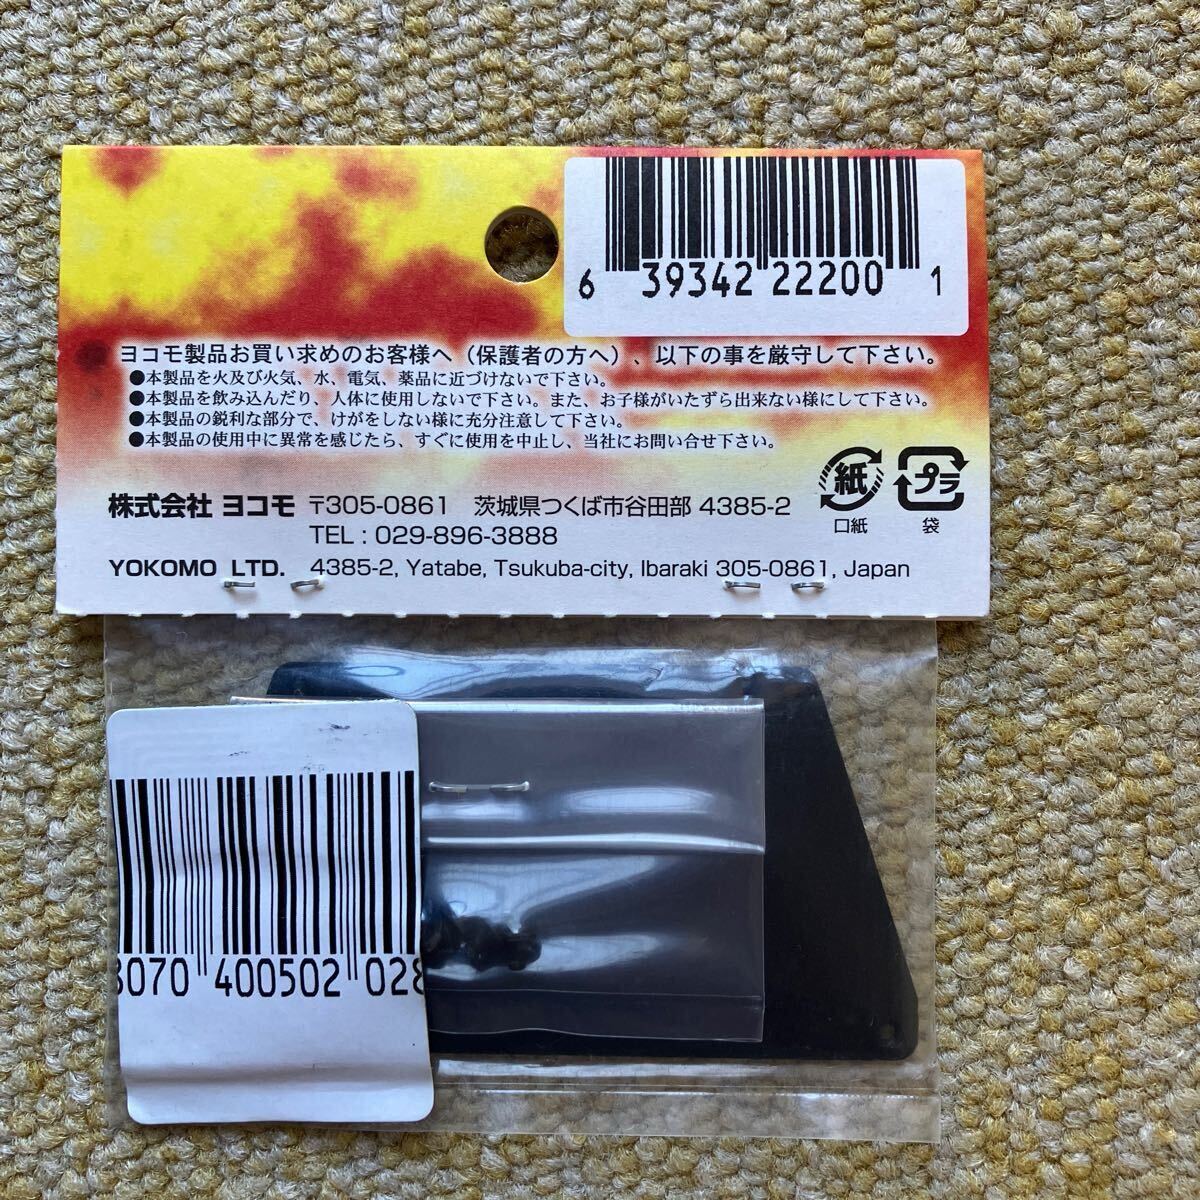 6 39342 22200 1
ヨコモ製品お買い求めのお客様へ（保護者の方へ）、以下の事を厳守して下さい。
●本製品を火及び火気、水、電気、薬品に近づけないで下さい。
●本製品を飲み込んだり、人体に使用しないで下さい。また、お子様がいたずら出来ない様にして下さい。
●本製品の鋭利な部分で、けがをしない様に充分注意して下さい。
●本製品の使用中に異常を感じたら、すぐに使用を中止し、当社にお問い合せ下さい。
紙 プラ
口紙 袋
株式会社 ヨコモ 〒305-0861 茨城県つくば市谷田部 4385-2
TEL : 029-896-3888
YOKOMO LTD. 4385-2, Yatabe, Tsukuba-city, Ibaraki 305-0861, Japan
8070 400502 028